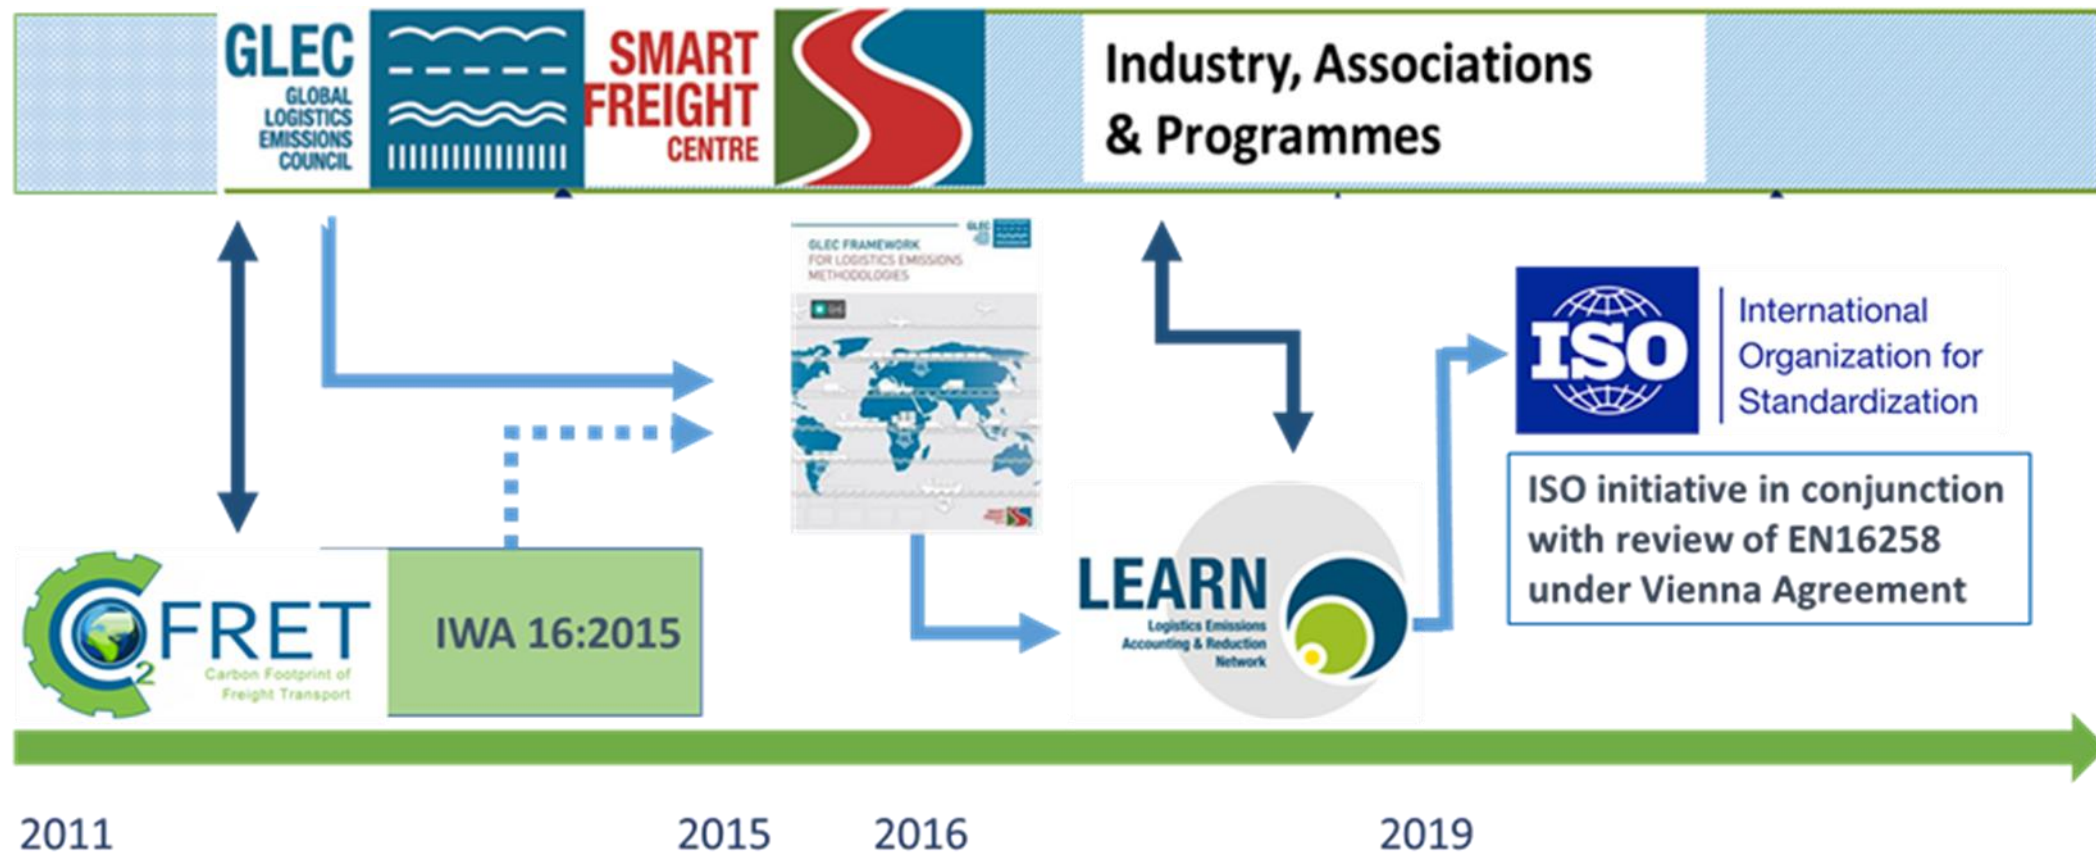 GLEC
GLOBAL
LOGISTICS
EMISSIONS
COUNCIL
SMART
FREIGHT
CENTRE
Industry, Associations
& Programmes
GLEC
GLEC FRAMEWORK
FOR LOGISTICS EMISSIONS
METHODOLOGIES
ISO
International
Organization for
Standardization
ISO initiative in conjunction
with review of EN16258
under Vienna Agreement
CO2FRET
Carbon Footprint of
Freight Transport
IWA 16:2015
LEARN
Logistics Emissions
Accounting & Reduction
Network
2011
2015
2016
2019